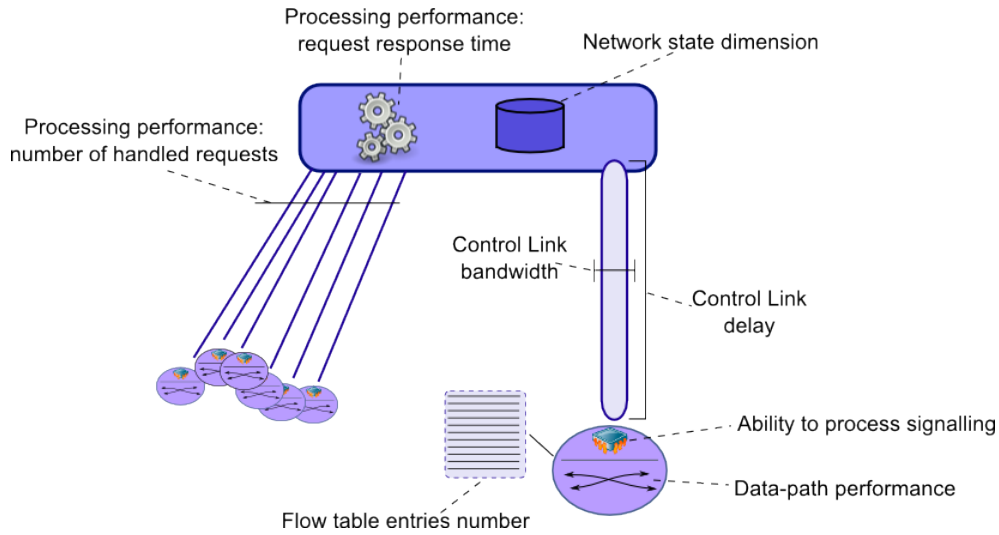 Processing performance:
request response time
Network state dimension
Processing performance:
number of handled requests
Control Link
bandwidth
Control Link
delay
Ability to process signalling
Data-path performance
Flow table entries number